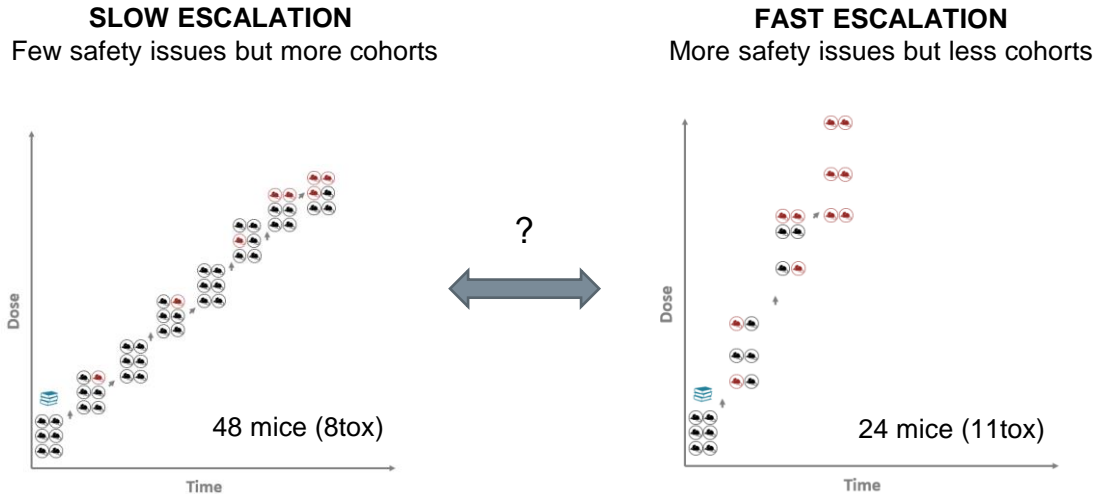 SLOW ESCALATION
Few safety issues but more cohorts
FAST ESCALATION
More safety issues but less cohorts
?
Dose
48 mice (8tox)
Time
Dose
24 mice (11tox)
Time